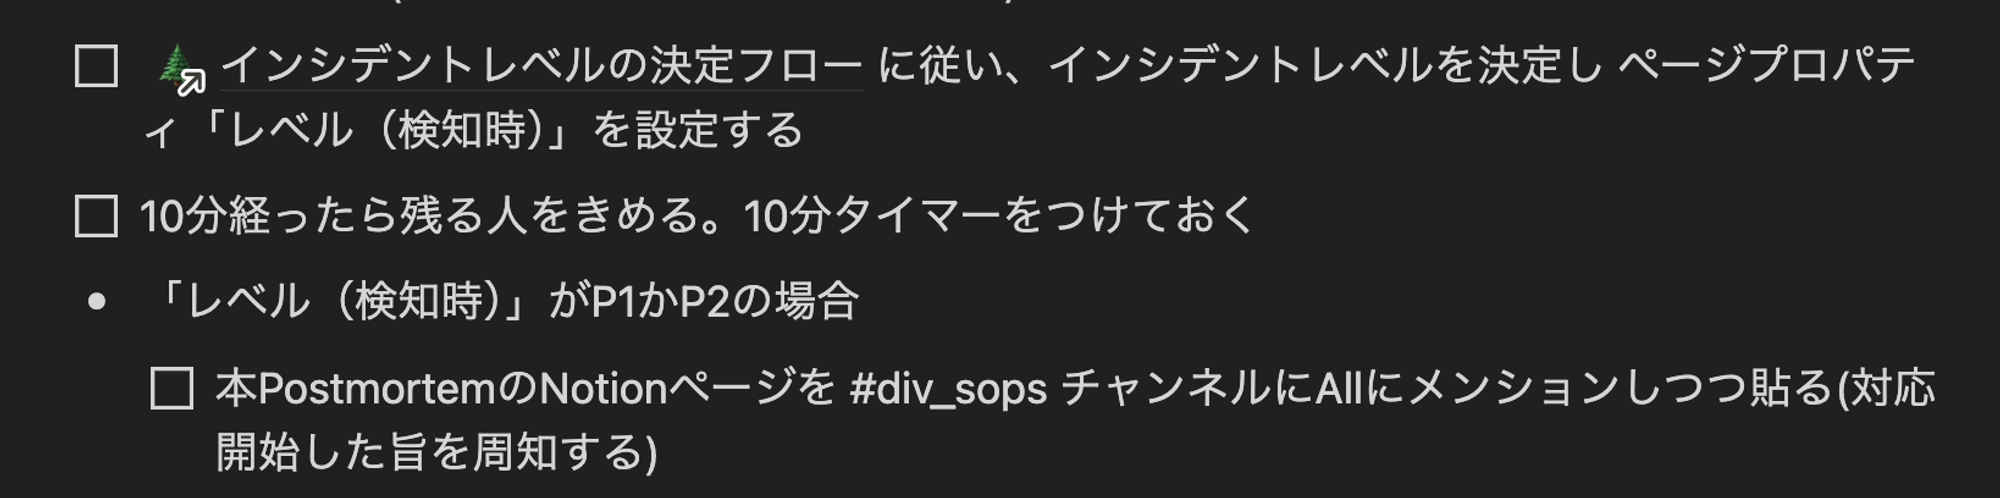 インシデントレベルの決定フロー に従い、インシデントレベルを決定し ページプロパテ
ィ「レベル（検知時）」を設定する
10分経ったら残る人をきめる。10分タイマーをつけておく
• 「レベル（検知時）」がP1かP2の場合
本PostmortemのNotionページを #div_sops チャンネルにAllにメンションしつつ貼る(対応
開始した旨を周知する)